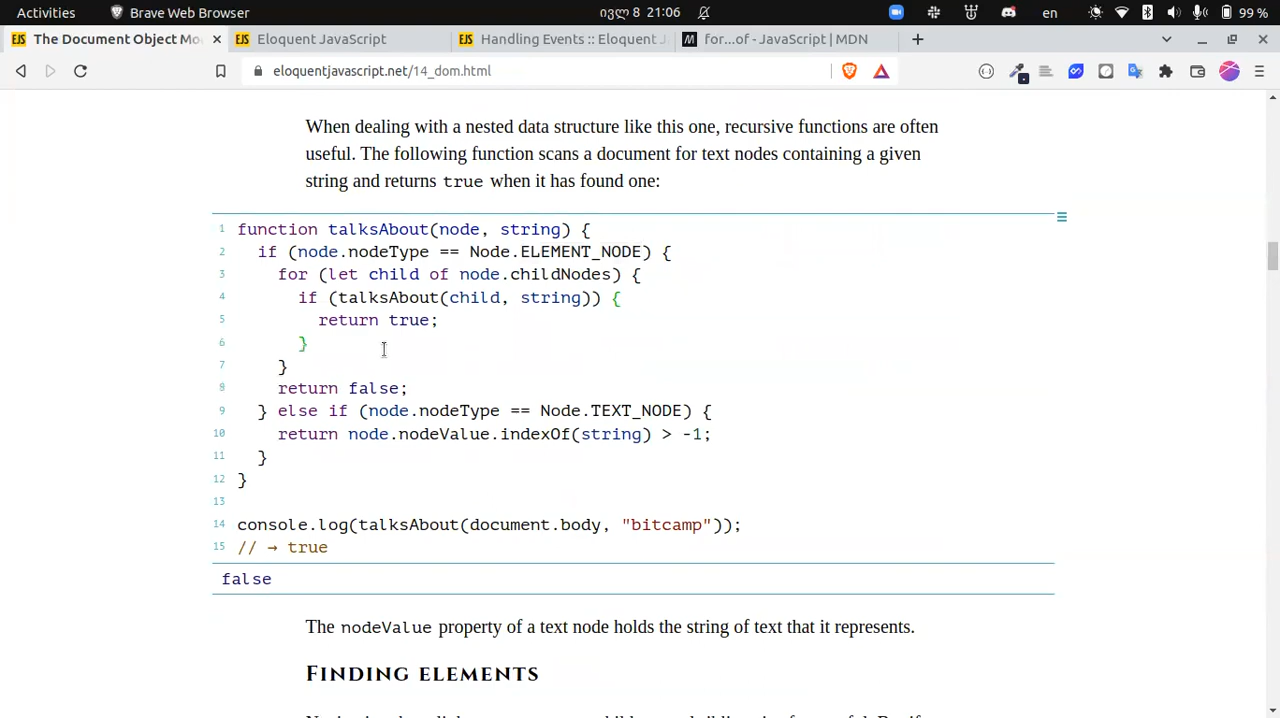 Activities Brave Web Browser ივლ 8 21:06 en 99 %
The Document Object Mo Eloquent JavaScript Handling Events :: Eloquent J for...of - JavaScript | MDN
eloquentjavascript.net/14_dom.html
When dealing with a nested data structure like this one, recursive functions are often
useful. The following function scans a document for text nodes containing a given
string and returns true when it has found one:
1 function talksAbout(node, string) {
2 if (node.nodeType == Node.ELEMENT_NODE) {
3 for (let child of node.childNodes) {
4 if (talksAbout(child, string)) {
5 return true;
6 }
7 }
8 return false;
9 } else if (node.nodeType == Node.TEXT_NODE) {
10 return node.nodeValue.indexOf(string) > -1;
11 }
12 }
13
14 console.log(talksAbout(document.body, "bitcamp"));
15 // → true
false
The nodeValue property of a text node holds the string of text that it represents.
Finding elements